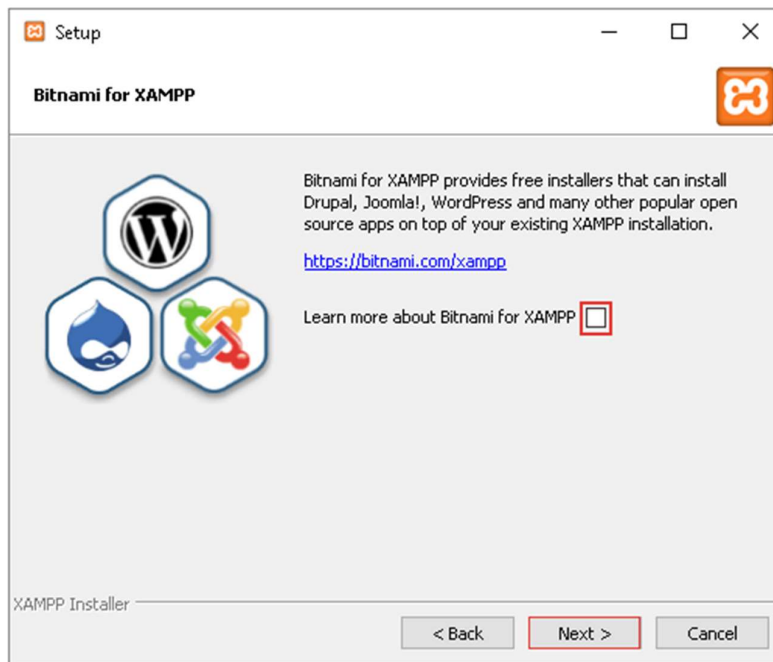 Setup
Bitnami for XAMPP
Bitnami for XAMPP provides free installers that can install
Drupal, Joomla!, WordPress and many other popular open
source apps on top of your existing XAMPP installation.
https://bitnami.com/xampp
Learn more about Bitnami for XAMPP
XAMPP Installer
< Back
Next >
Cancel